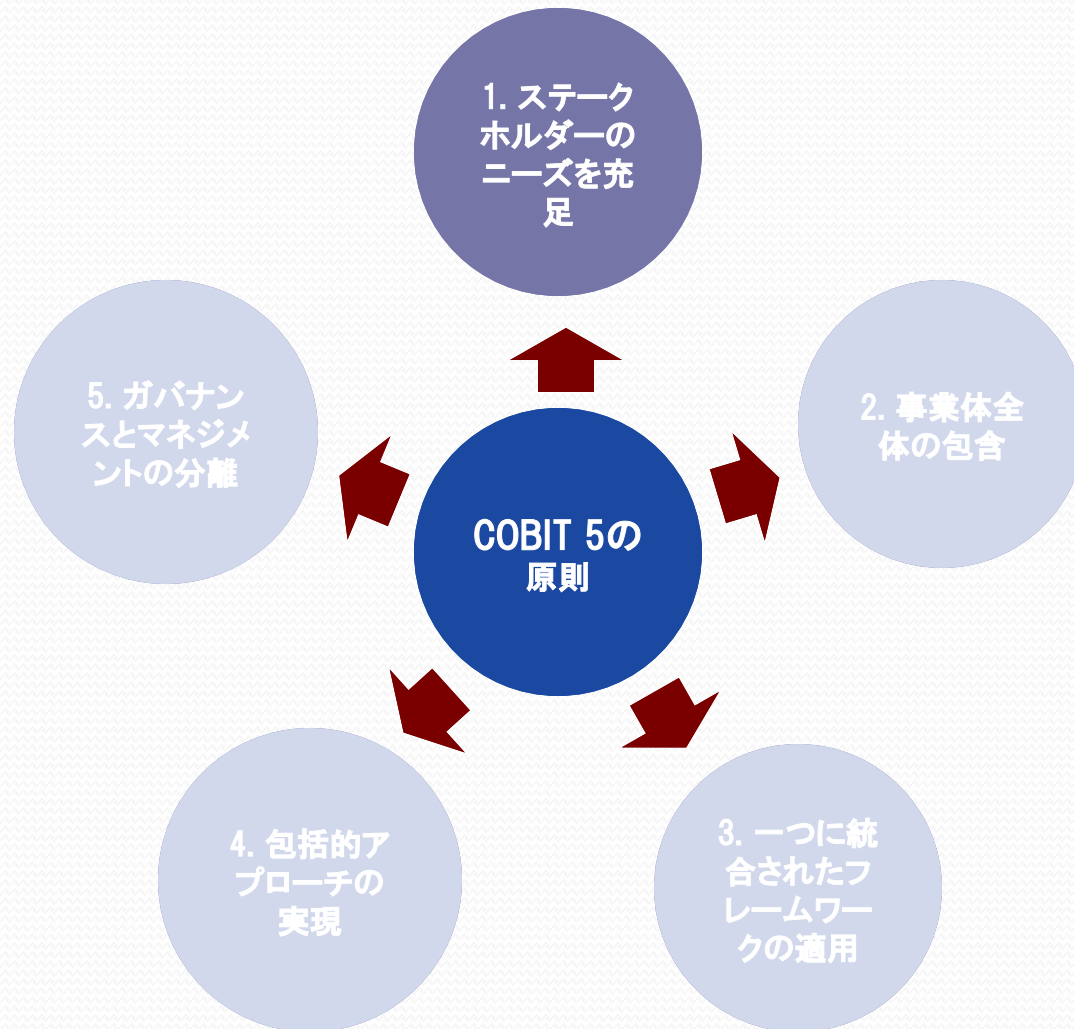 1. ステーク
ホルダーの
ニーズを充
足
5. ガバナン
スとマネジメ
ントの分離
2. 事業体全
体の包含
COBIT 5の
原則
4. 包括的ア
プローチの
実現
3. 一つに統
合されたフ
レームワー
クの適用